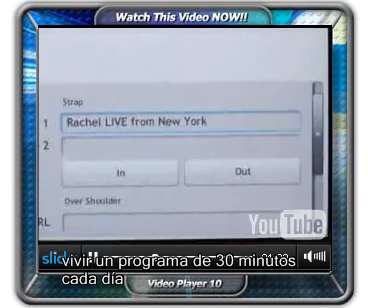 Watch This Video NOW!!
Strap
1 Rachel LIVE from New York
2
In Out
Over Shoulder
RL
YouTube
vivir un programa de 30 minutos
cada día
Video Player 10